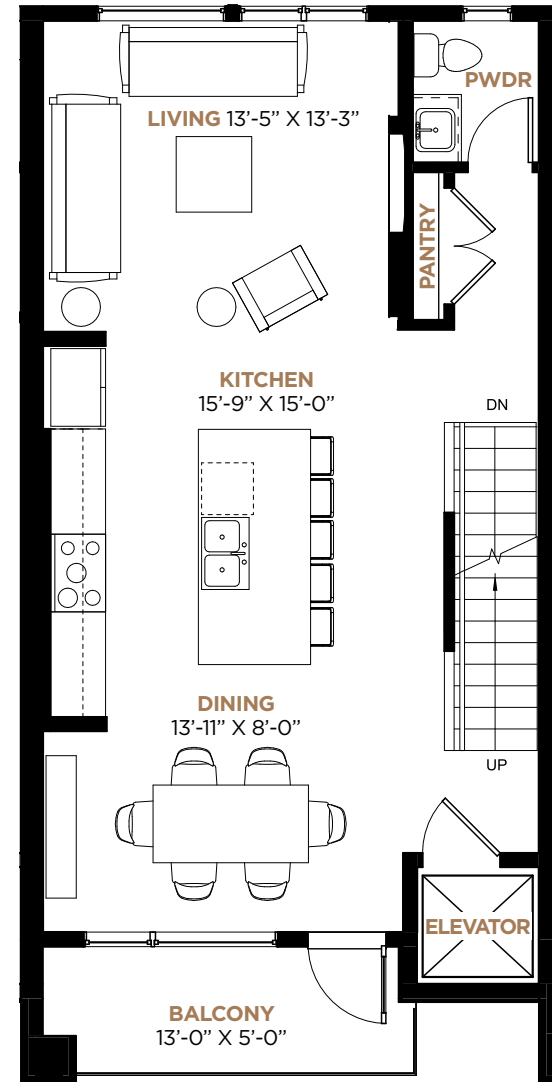 PWDR
LIVING 13’-5” X 13’-3”
PANTRY
KITCHEN
15’-9” X 15’-0”
DN
DINING
13’-11” X 8’-0”
UP
ELEVATOR
BALCONY
13’-0” X 5’-0”